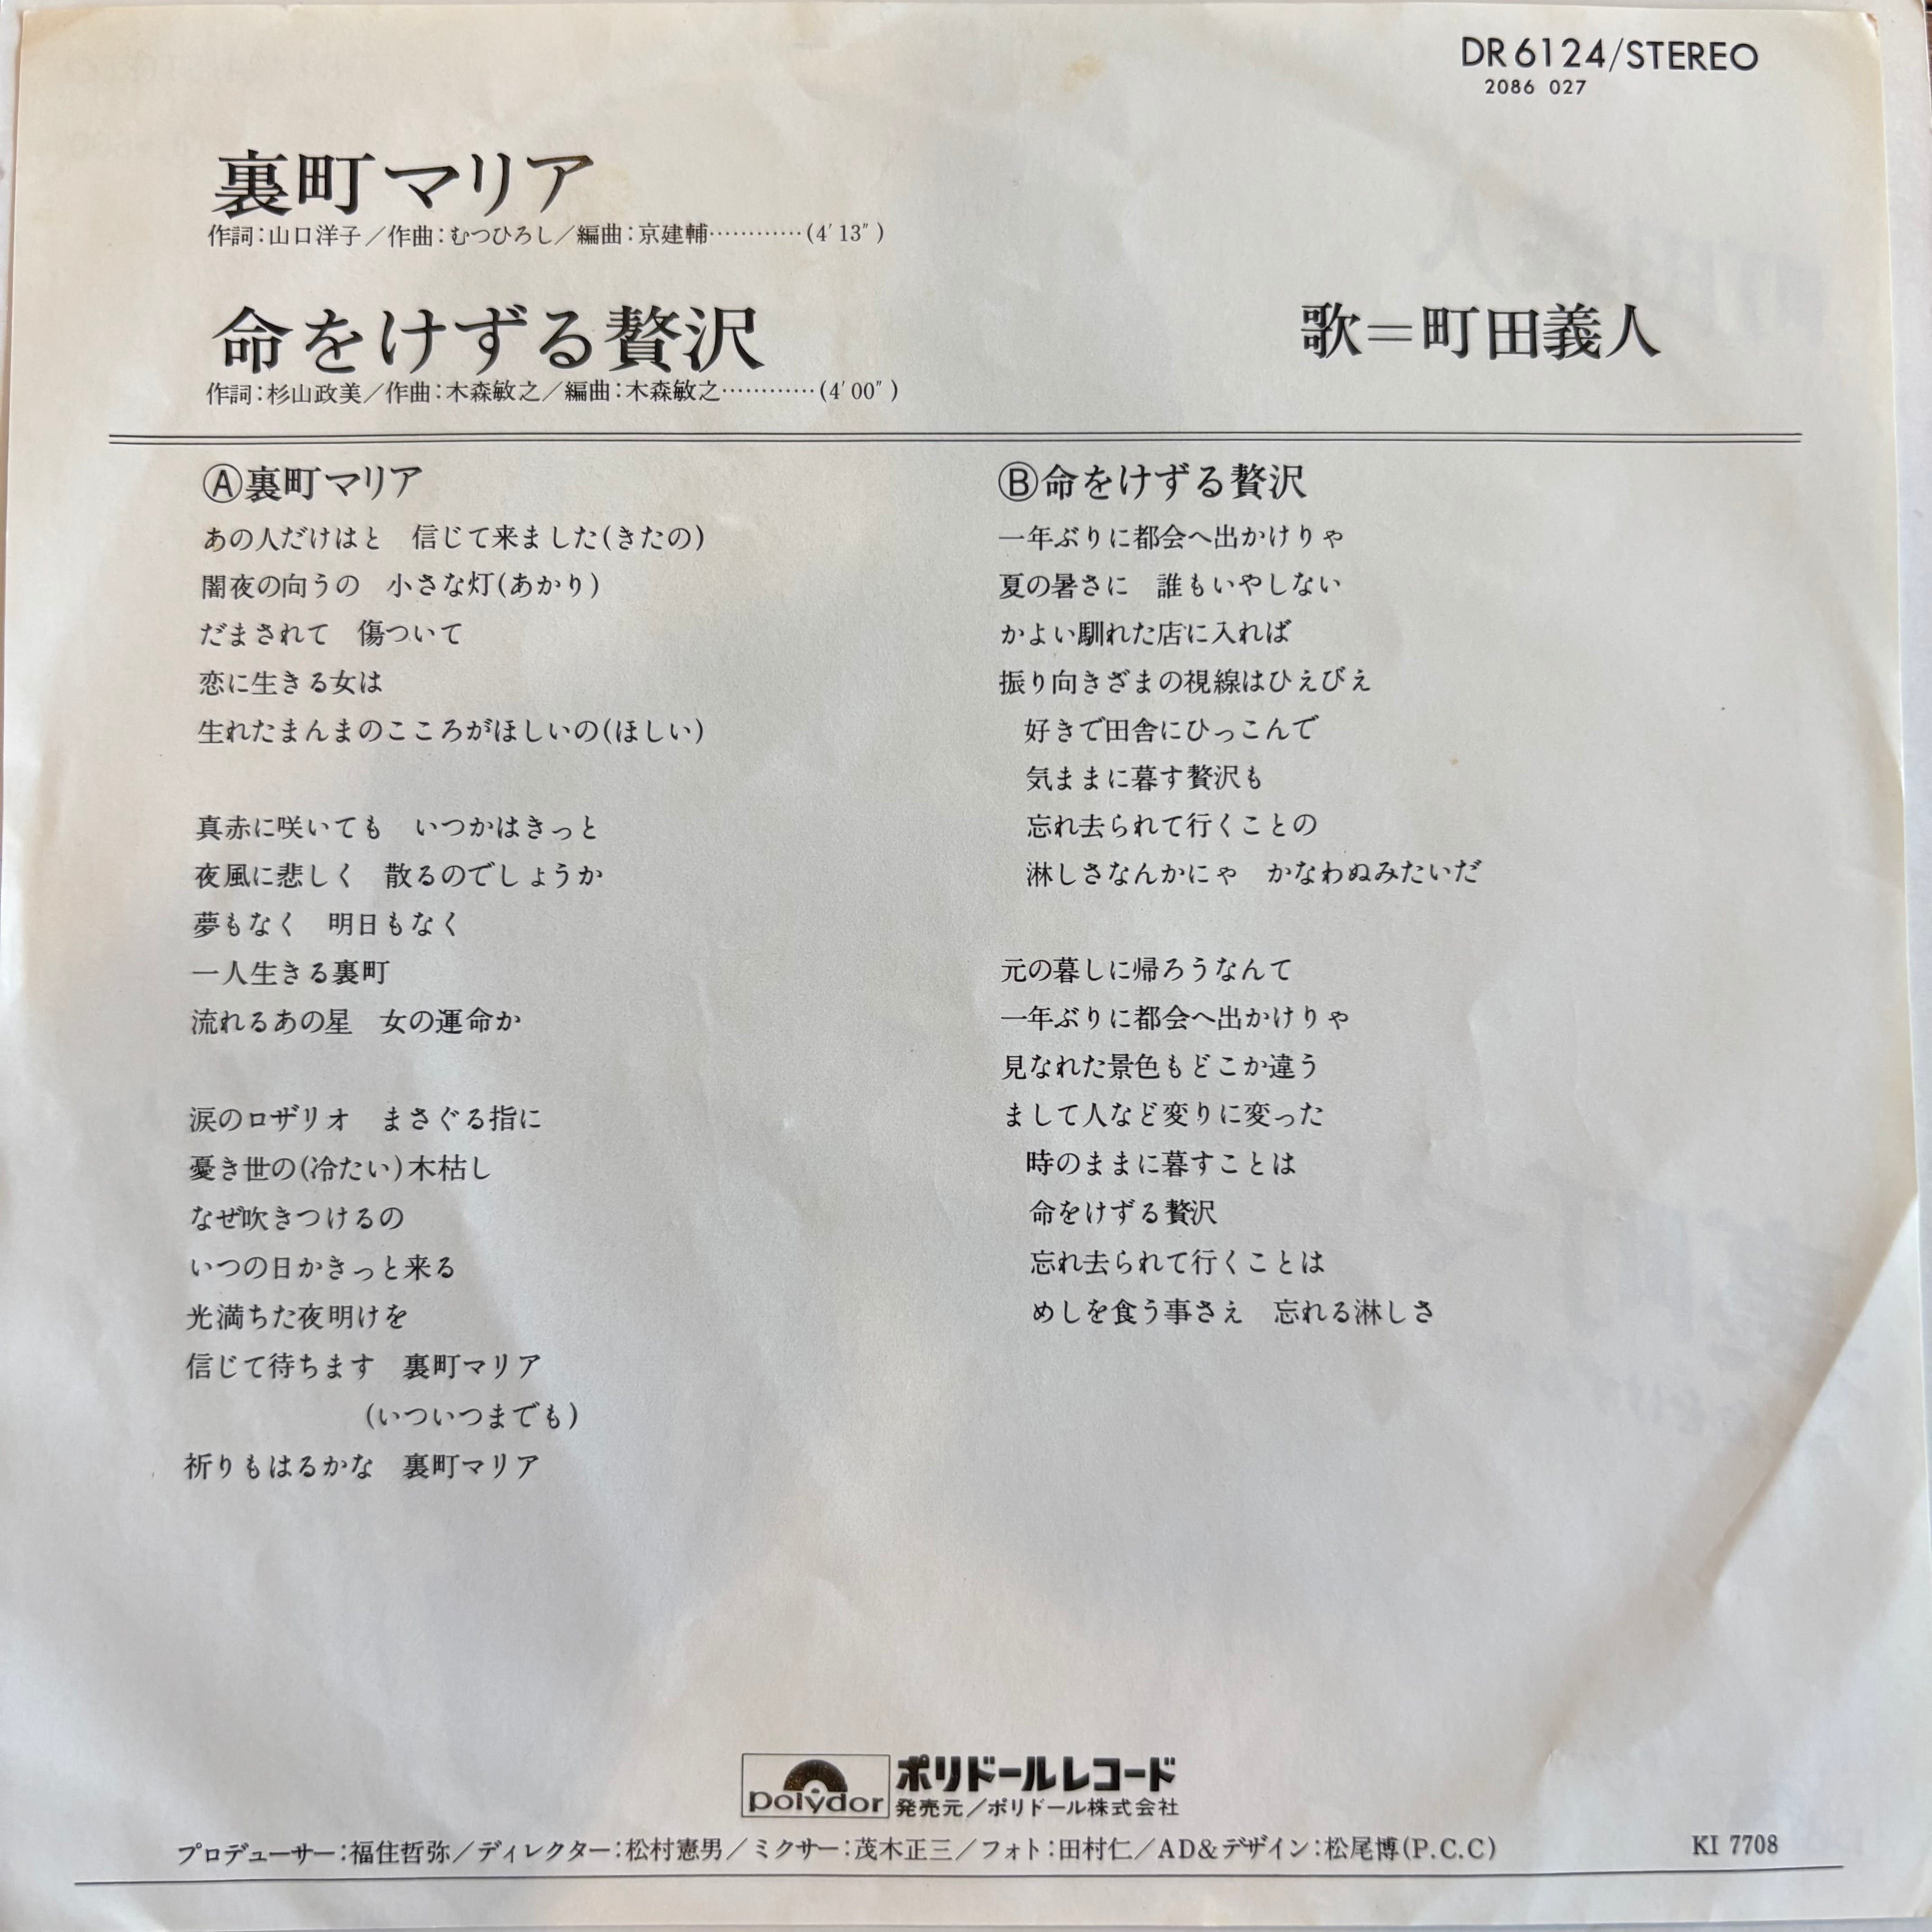 DR6124/STEREO
2086 027
裏町マリア
作詞:山口洋子/作曲:むつひろし/編曲:京建輔…………(4′13″)
命をけずる贅沢
作詞:杉山政美/作曲:木森敏之/編曲:木森敏之…………(4′00″)
歌=町田義人
Ⓐ裏町マリア
あの人だけはと　信じて来ました(きたの)
闇夜の向うの　小さな灯(あかり)
だまされて　傷ついて
恋に生きる女は
生れたまんまのこころがほしいの(ほしい)
真赤に咲いても　いつかはきっと
夜風に悲しく　散るのでしょうか
夢もなく　明日もなく
一人生きる裏町
流れるあの星　女の運命か
涙のロザリオ　まさぐる指に
憂き世の(冷たい)木枯し
なぜ吹きつけるの
いつの日かきっと来る
光満ちた夜明けを
信じて待ちます　裏町マリア
(いついつまでも)
祈りもはるかな　裏町マリア
Ⓑ命をけずる贅沢
一年ぶりに都会へ出かけりゃ
夏の暑さに　誰もいやしない
かよい馴れた店に入れば
振り向きざまの視線はひえびえ
好きで田舎にひっこんで
気ままに暮す贅沢も
忘れ去られて行くことの
淋しさなんかにゃ　かなわぬみたいだ
元の暮しに帰ろうなんて
一年ぶりに都会へ出かけりゃ
見なれた景色もどこか違う
まして人など変りに変った
時のままに暮すことは
命をけずる贅沢
忘れ去られて行くことは
めしを食う事さえ　忘れる淋しさ
polydor
ポリドールレコード
発売元/ポリドール株式会社
プロデューサー:福住哲弥/ディレクター:松村憲男/ミクサー:茂木正三/フォト:田村仁/AD&デザイン:松尾博(P.C.C)
KI 7708